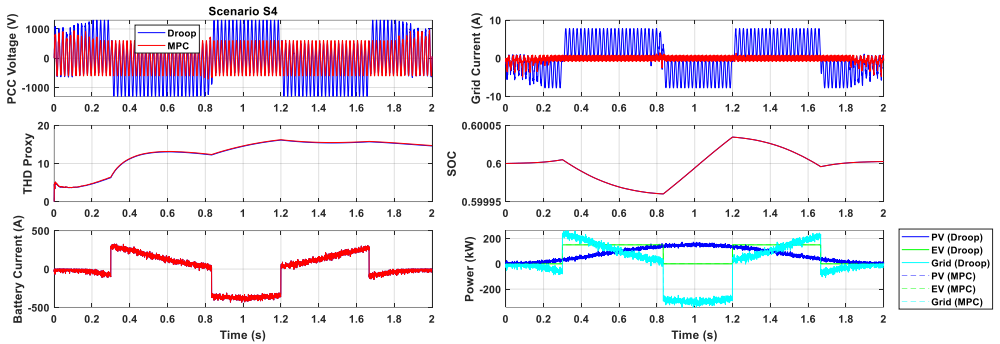 Scenario S4
PCC Voltage (V)
1000
0
-1000
Droop
MPC
0 0.2 0.4 0.6 0.8 1 1.2 1.4 1.6 1.8 2
Grid Current (A)
10
0
-10
0 0.2 0.4 0.6 0.8 1 1.2 1.4 1.6 1.8 2
THD Proxy
20
10
0
0 0.2 0.4 0.6 0.8 1 1.2 1.4 1.6 1.8 2
SOC
0.60005
0.6
0.59995
0 0.2 0.4 0.6 0.8 1 1.2 1.4 1.6 1.8 2
Battery Current (A)
500
0
-500
0 0.2 0.4 0.6 0.8 1 1.2 1.4 1.6 1.8 2
Time (s)
Power (kW)
200
0
-200
0 0.2 0.4 0.6 0.8 1 1.2 1.4 1.6 1.8 2
Time (s)
PV (Droop)
EV (Droop)
Grid (Droop)
PV (MPC)
EV (MPC)
Grid (MPC)